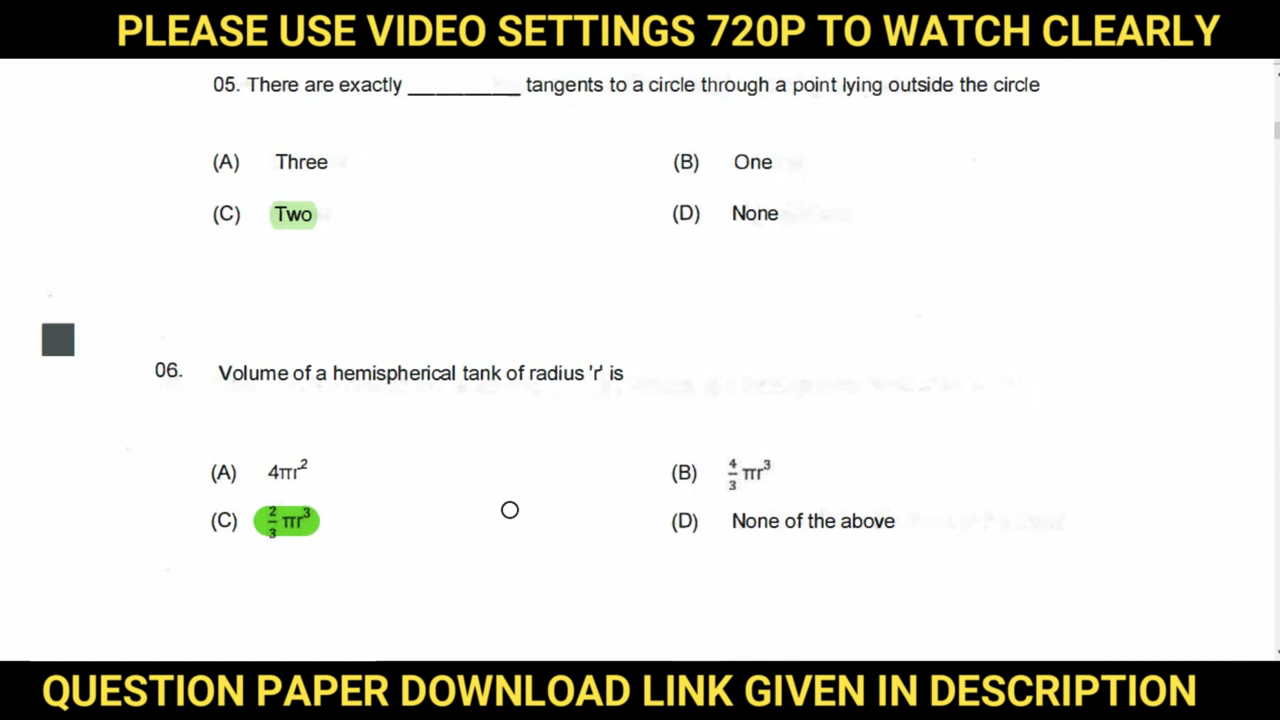 PLEASE USE VIDEO SETTINGS 720P TO WATCH CLEARLY
05. There are exactly __________ tangents to a circle through a point lying outside the circle
(A) Three (B) One
(C) Two (D) None
06. Volume of a hemispherical tank of radius 'r' is
(A) 4πr² (B) 4/3 πr³
(C) 2/3 πr³ (D) None of the above
QUESTION PAPER DOWNLOAD LINK GIVEN IN DESCRIPTION